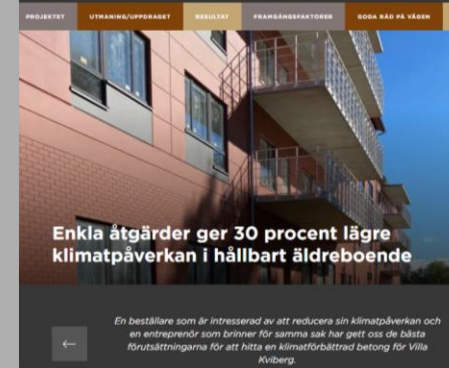 PROJEKTET
UTMANING/UPPDRAGET
RESULTAT
FRAMGÅNGSFAKTORER
GODA RÅD PÅ VÄGEN
Enkla åtgärder ger 30 procent lägre
klimatpåverkan i hållbart äldreboende
En beställare som är intresserad av att reducera sin klimatpåverkan och
en entreprenör som brinner för samma sak har gett oss de bästa
förutsättningarna för att hitta en klimatförbättrad betong för Villa
Kviberg.